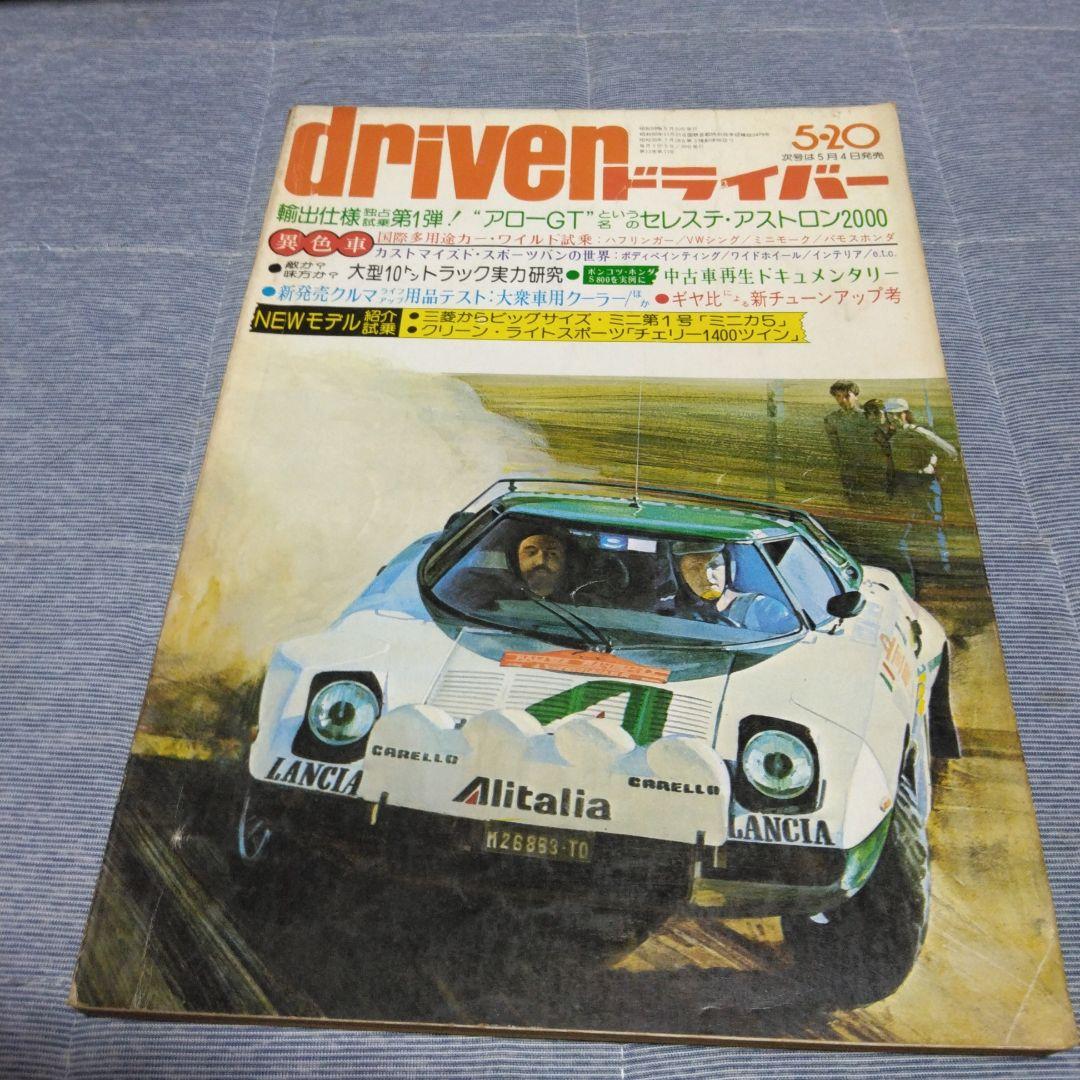 driven
ドライバー
5・20
次号は5月4日発売
輸出仕様 独占試乗 第1弾! “アローGT”という名のセレステ・アストロン2000
異色車 国際多用途カー・ワイルド試乗:ハフリンガー/VWシング/ミニモーク/バモスホンダ
カストマイズド・スポーツバンの世界:ボディペインティング/ワイドホイール/インテリア/e.t.c.
●敵か?味方か? 大型10トントラック実力研究●ポンコツ・ホンダS800を実例に 中古車再生ドキュメンタリー
●新発売クルマ ライフアップ 用品テスト:大衆車用クーラー/ほか ●ギヤ比による新チューンアップ考
NEWモデル 紹介試乗 ●三菱からビッグサイズ・ミニ第1号「ミニカ5」
●クリーン・ライトスポーツ「チェリー1400ツイン」
CARELLO
CARELLO
LANCIA
Alitalia
LANCIA